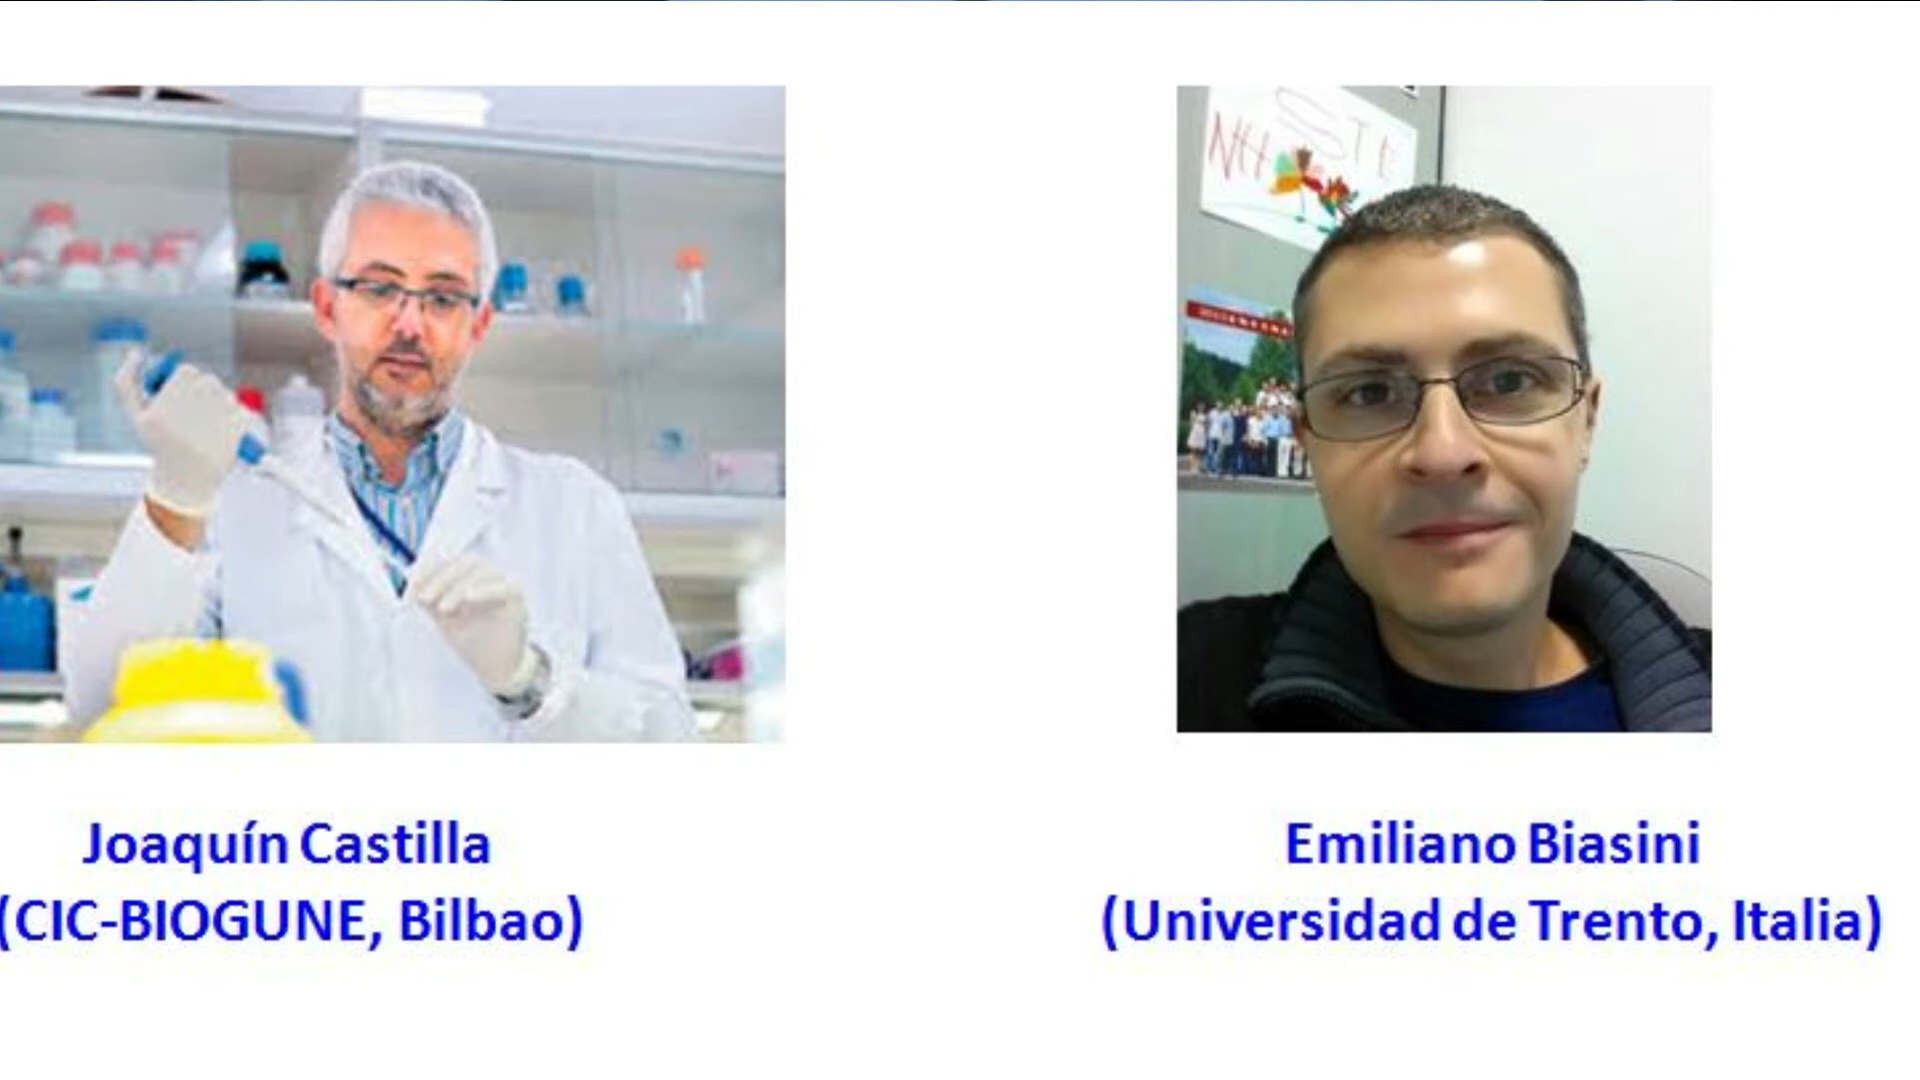 Joaquín Castilla
(CIC-BIOGUNE, Bilbao)
Emiliano Biasini
(Universidad de Trento, Italia)